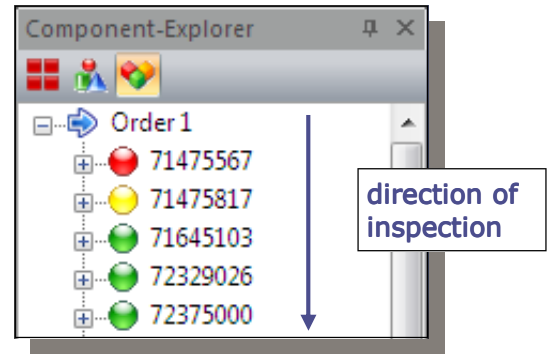 Component-Explorer
Order 1
71475567
71475817
71645103
72329026
72375000
direction of
inspection